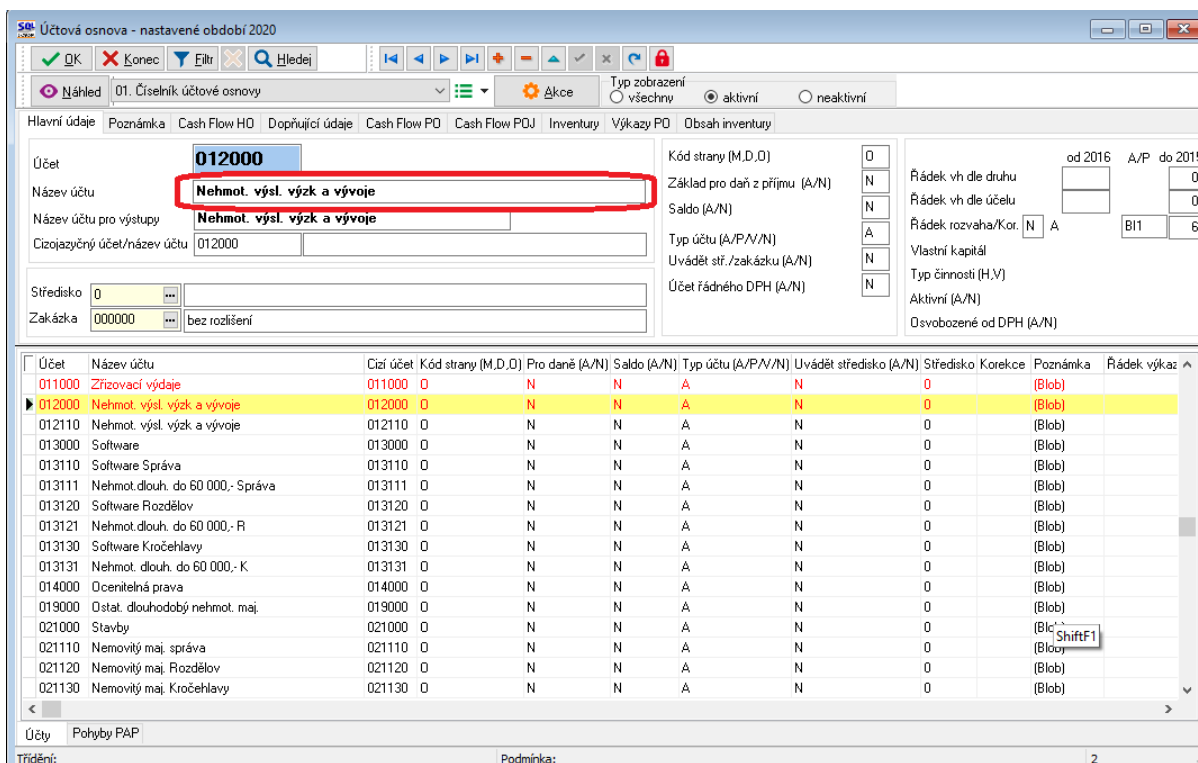 SQL Účtová osnova - nastavené období 2020
OK Konec Filtr Hledej
Náhled 01. Číselník účtové osnovy Akce Typ zobrazení všechny aktivní neaktivní
Hlavní údaje Poznámka Cash Flow HO Dopňující údaje Cash Flow PO Cash Flow POJ Inventury Výkazy PO Obsah inventury
Účet 012000
Název účtu Nehmot. výsl. výzk a vývoje
Název účtu pro výstupy Nehmot. výsl. výzk a vývoje
Cizojazyčný účet/název účtu 012000
Středisko 0 ...
Zakázka 000000 ... bez rozlišení
Kód strany (M,D,O) O
Základ pro daň z příjmu (A/N) N
Saldo (A/N) N
Typ účtu (A/P/V/N) A
Uvádět stř./zakázku (A/N) N
Účet řádného DPH (A/N) N
od 2016 A/P do 2015
Řádek vh dle druhu 0
Řádek vh dle účelu 0
Řádek rozvaha/Kor. N A BI1 6
Vlastní kapitál
Typ činnosti (H,V)
Aktivní (A/N)
Osvobozené od DPH (A/N)
Účet Název účtu Cizí účet Kód strany (M,D,O) Pro daně (A/N) Saldo (A/N) Typ účtu (A/P/V/N) Uvádět středisko (A/N) Středisko Korekce Poznámka Řádek výkaz
011000 Zřizovací výdaje 011000 O N N A N 0 (Blob)
012000 Nehmot. výsl. výzk a vývoje 012000 O N N A N 0 (Blob)
012110 Nehmot. výsl. výzk a vývoje 012110 O N N A N 0 (Blob)
013000 Software 013000 O N N A N 0 (Blob)
013110 Software Správa 013110 O N N A N 0 (Blob)
013111 Nehmot.dlouh. do 60 000,- Správa 013111 O N N A N 0 (Blob)
013120 Software Rozdělov 013120 O N N A N 0 (Blob)
013121 Nehmot.dlouh. do 60 000,- R 013121 O N N A N 0 (Blob)
013130 Software Kročehlavy 013130 O N N A N 0 (Blob)
013131 Nehmot. dlouh. do 60 000,- K 013131 O N N A N 0 (Blob)
014000 Ocenitelná prava 014000 O N N A N 0 (Blob)
019000 Ostat. dlouhodobý nehmot. maj. 019000 O N N A N 0 (Blob)
021000 Stavby 021000 O N N A N 0
ShiftF1
021110 Nemovitý maj. správa 021110 O N N A N 0 (Blob)
021120 Nemovitý maj. Rozdělov 021120 O N N A N 0 (Blob)
021130 Nemovitý maj. Kročehlavy 021130 O N N A N 0 (Blob)
Účty Pohyby PAP
Třídění: Podmínka: 2